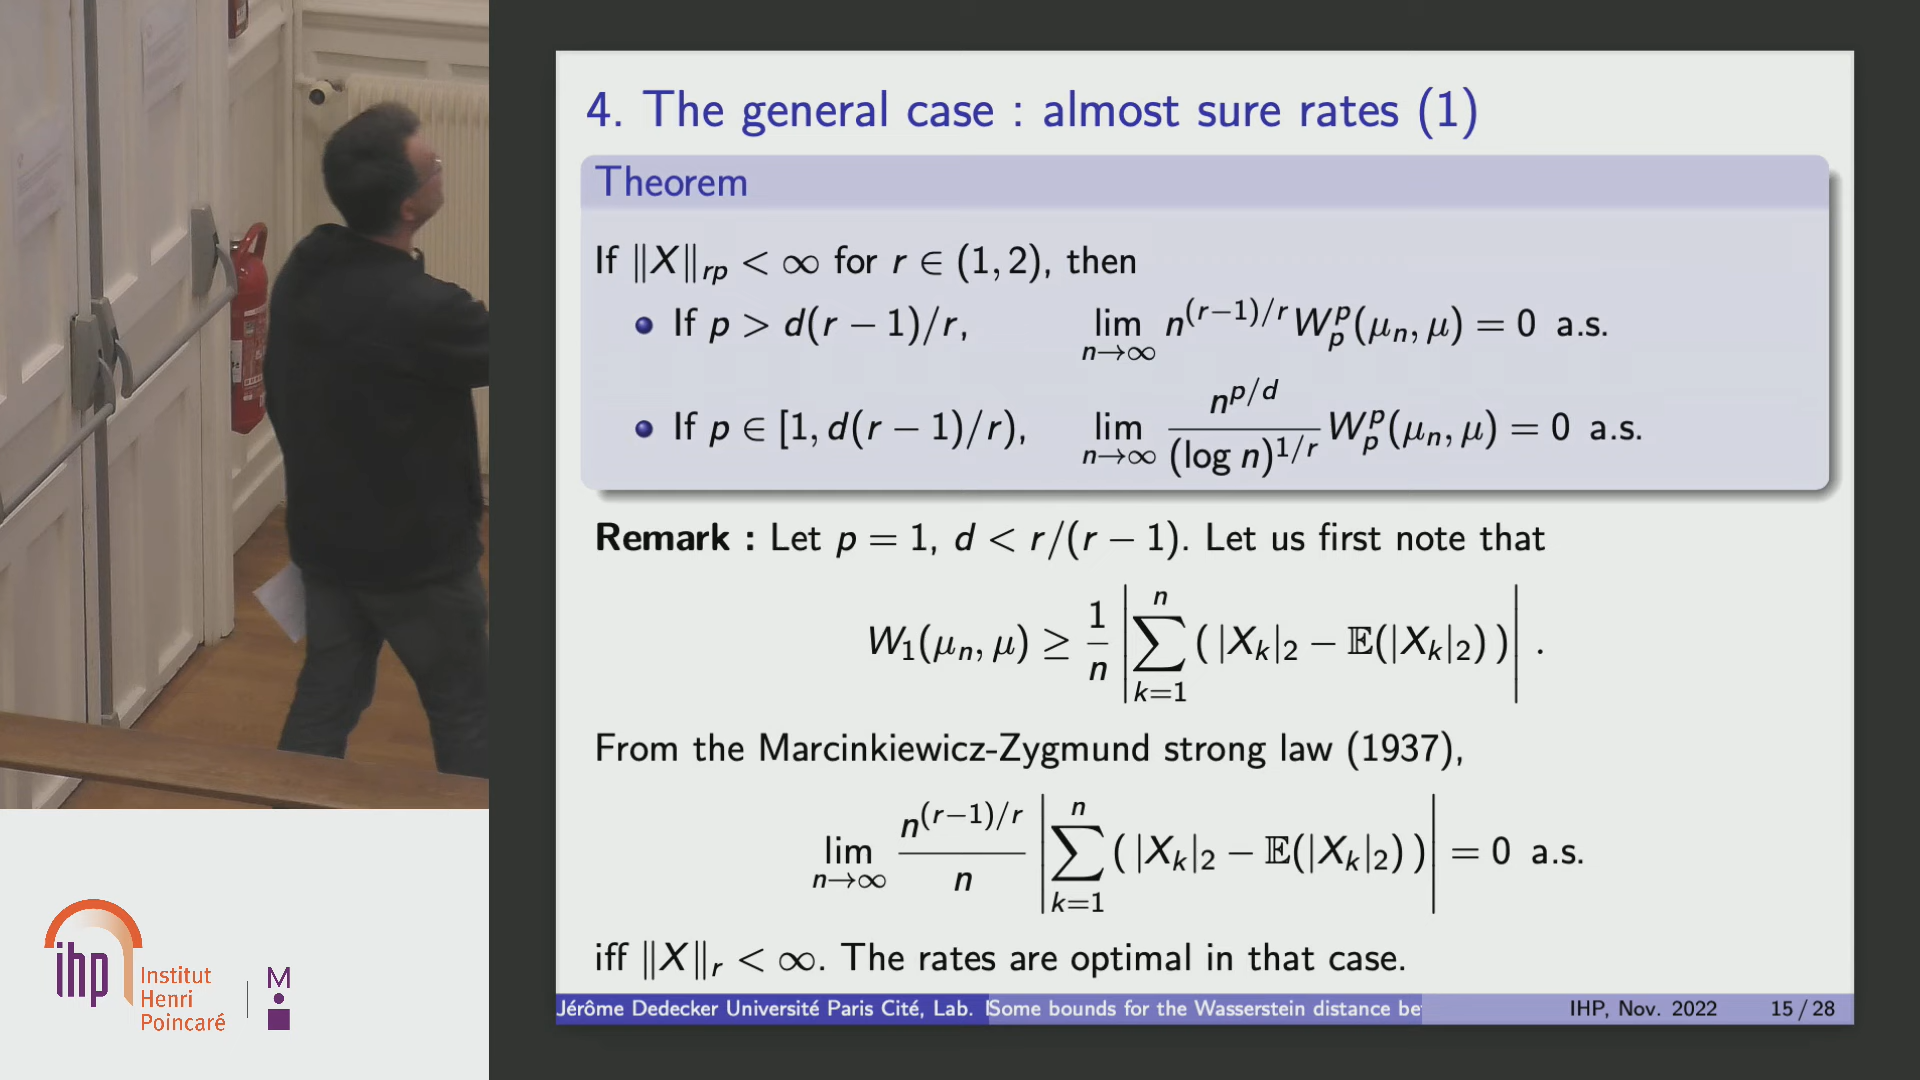 4. The general case : almost sure rates (1)
Theorem
If ‖X‖_{rp} < ∞ for r ∈ (1, 2), then
If p > d(r − 1)/r, lim_{n→∞} n^{(r−1)/r} W_p^p(μ_n, μ) = 0 a.s.
If p ∈ [1, d(r − 1)/r), lim_{n→∞} \frac{n^{p/d}}{(log n)^{1/r}} W_p^p(μ_n, μ) = 0 a.s.
Remark : Let p = 1, d < r/(r − 1). Let us first note that
W_1(μ_n, μ) ≥ \frac{1}{n} |∑_{k=1}^{n} ( |X_k|_2 − 𝔼(|X_k|_2) )| .
From the Marcinkiewicz-Zygmund strong law (1937),
lim_{n→∞} \frac{n^{(r−1)/r}}{n} |∑_{k=1}^{n} ( |X_k|_2 − 𝔼(|X_k|_2) )| = 0 a.s.
iff ‖X‖_r < ∞. The rates are optimal in that case.
Jérôme Dedecker Université Paris Cité, Lab. Some bounds for the Wasserstein distance be IHP, Nov. 2022 15 / 28
ihp
Institut
Henri
Poincaré
M